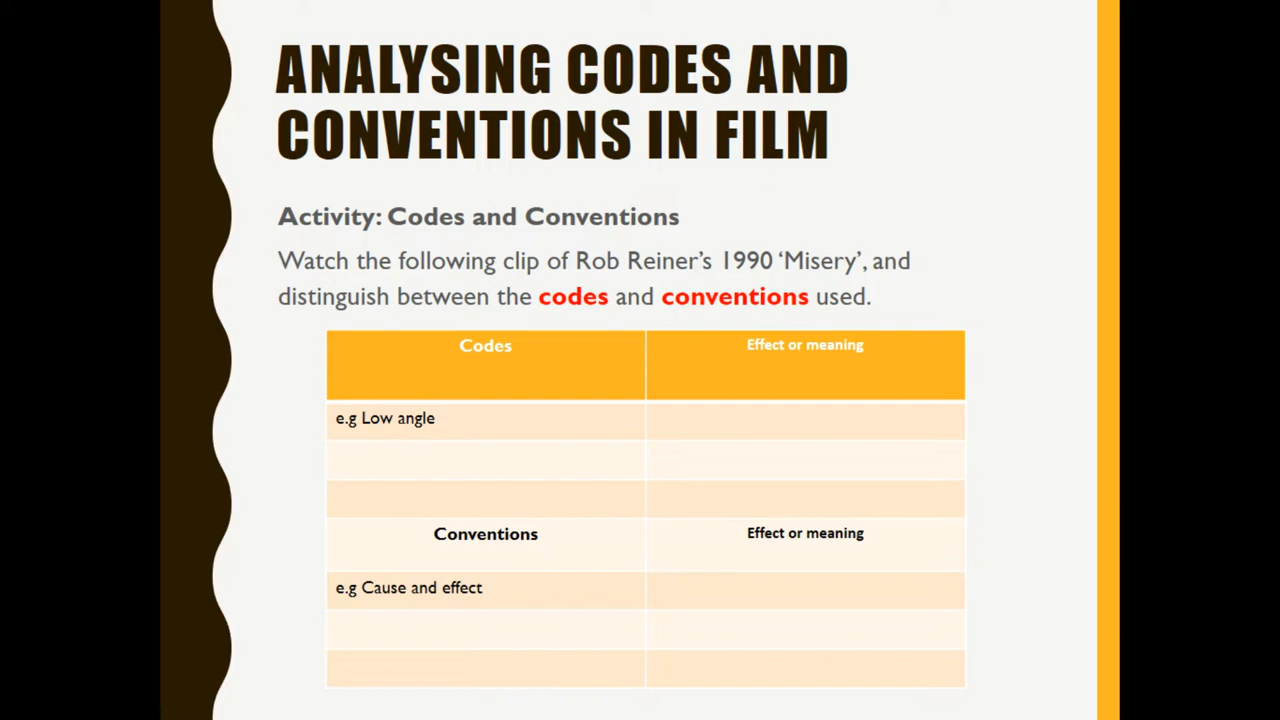 ANALYSING CODES AND
CONVENTIONS IN FILM
Activity: Codes and Conventions
Watch the following clip of Rob Reiner's 1990 'Misery', and
distinguish between the codes and conventions used.
Codes Effect or meaning
e.g Low angle
Conventions Effect or meaning
e.g Cause and effect